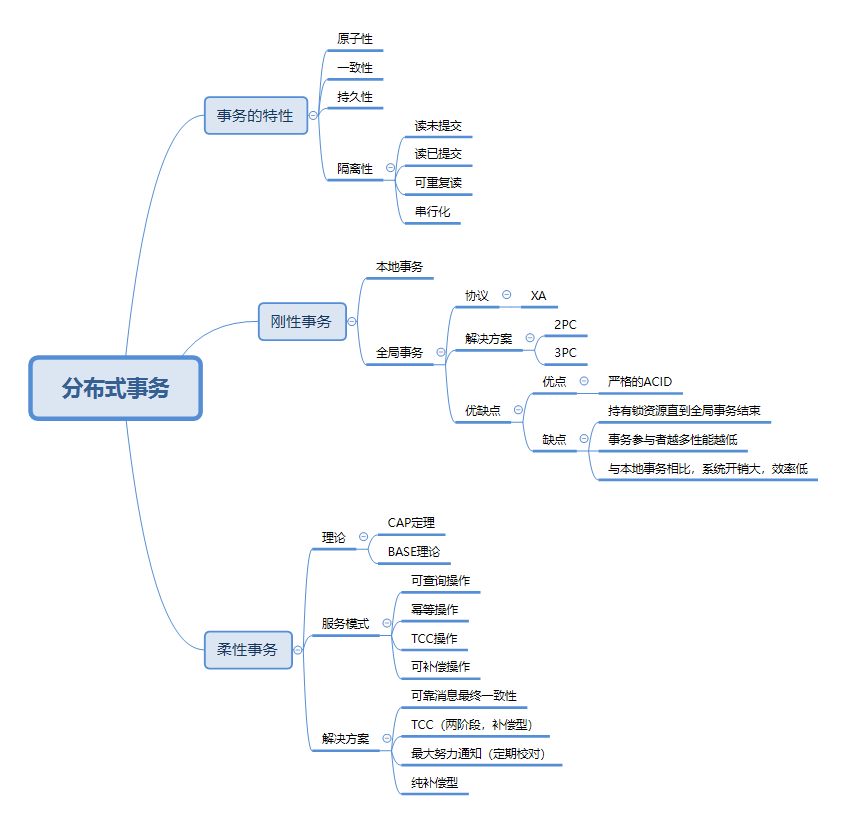 分布式事务
事务的特性
原子性
一致性
持久性
隔离性
读未提交
读已提交
可重复读
串行化
刚性事务
本地事务
全局事务
协议
XA
解决方案
2PC
3PC
优缺点
优点
严格的ACID
缺点
持有锁资源直到全局事务结束
事务参与者越多性能越低
与本地事务相比，系统开销大，效率低
柔性事务
理论
CAP定理
BASE理论
服务模式
可查询操作
幂等操作
TCC操作
可补偿操作
解决方案
可靠消息最终一致性
TCC（两阶段，补偿型）
最大努力通知（定期校对）
纯补偿型